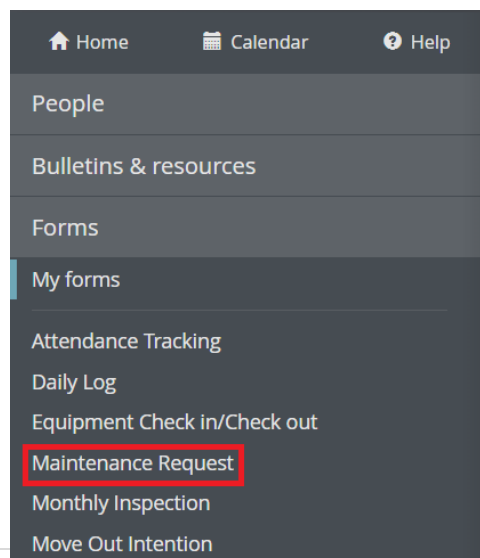 Home Calendar Help
People
Bulletins & resources
Forms
My forms
Attendance Tracking
Daily Log
Equipment Check in/Check out
Maintenance Request
Monthly Inspection
Move Out Intention